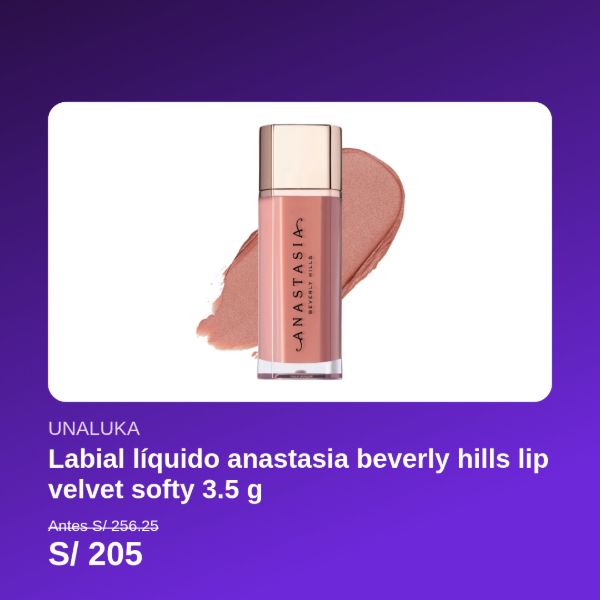 ANASTASIA
BEVERLY HILLS
UNALUKA
Labial líquido anastasia beverly hills lip
velvet softy 3.5 g
Antes S/ 256.25
S/ 205